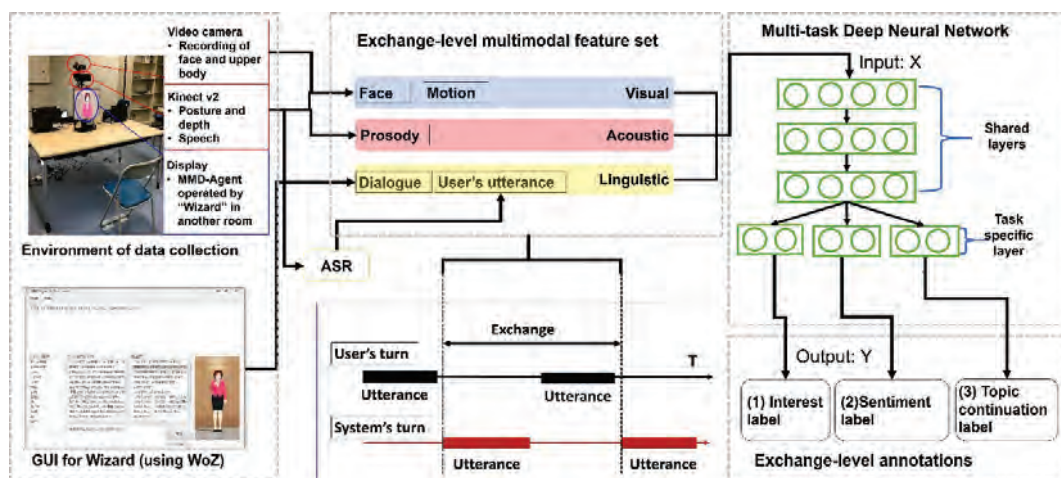 Video camera
• Recording of
face and upper
body
Kinect v2
• Posture and
depth
• Speech
Display
• MMD-Agent
operated by
"Wizard" in
another room
Environment of data collection
GUI for Wizard (using WoZ)
Exchange-level multimodal feature set
Face Motion Visual
Prosody Acoustic
Dialogue User's utterance Linguistic
ASR
Exchange
User's turn
T
Utterance Utterance
System's turn
Utterance Utterance
Multi-task Deep Neural Network
Input: X
Shared
layers
Task
specific
layer
Output: Y
(1) Interest
label
(2)Sentiment
label
(3) Topic
continuation
label
Exchange-level annotations